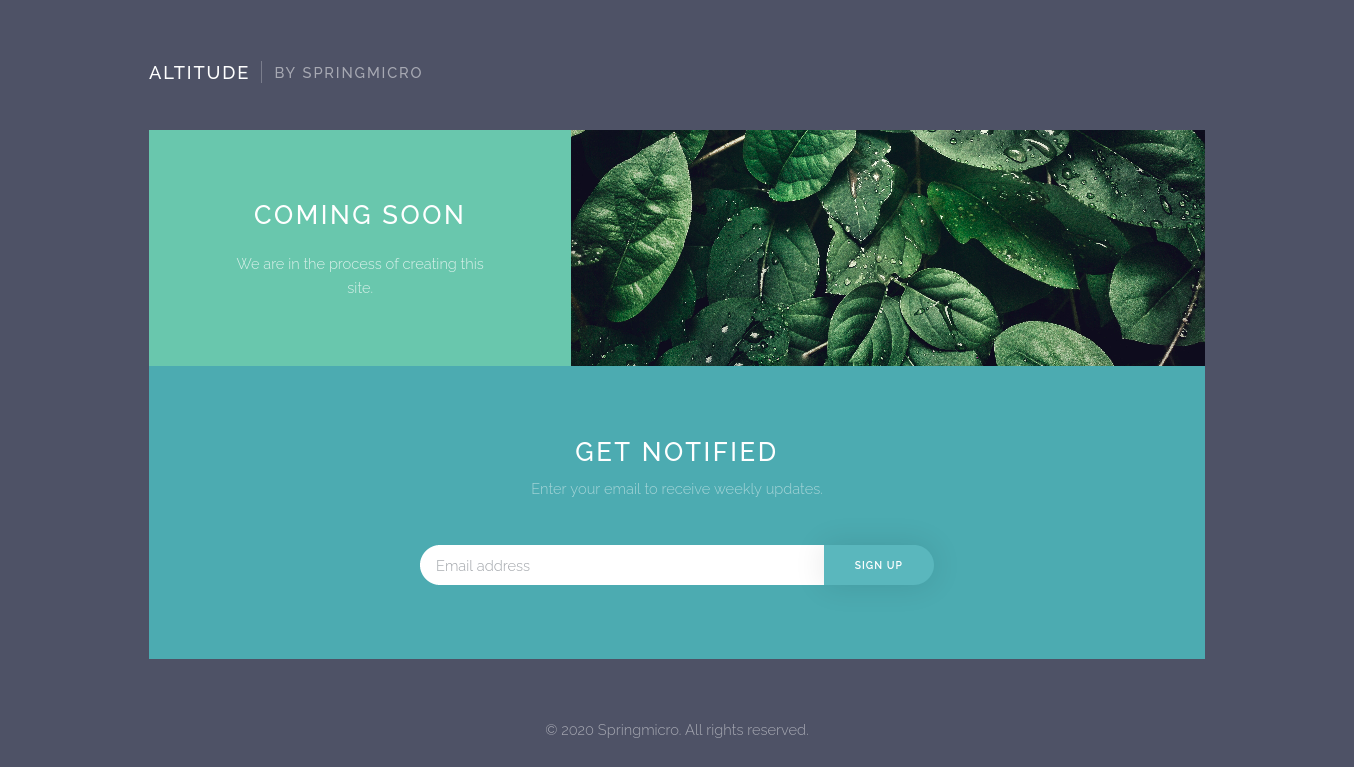 ALTITUDE BY SPRINGMICRO
COMING SOON
We are in the process of creating this
site.
GET NOTIFIED
Enter your email to receive weekly updates.
Email address SIGN UP
© 2020 Springmicro. All rights reserved.